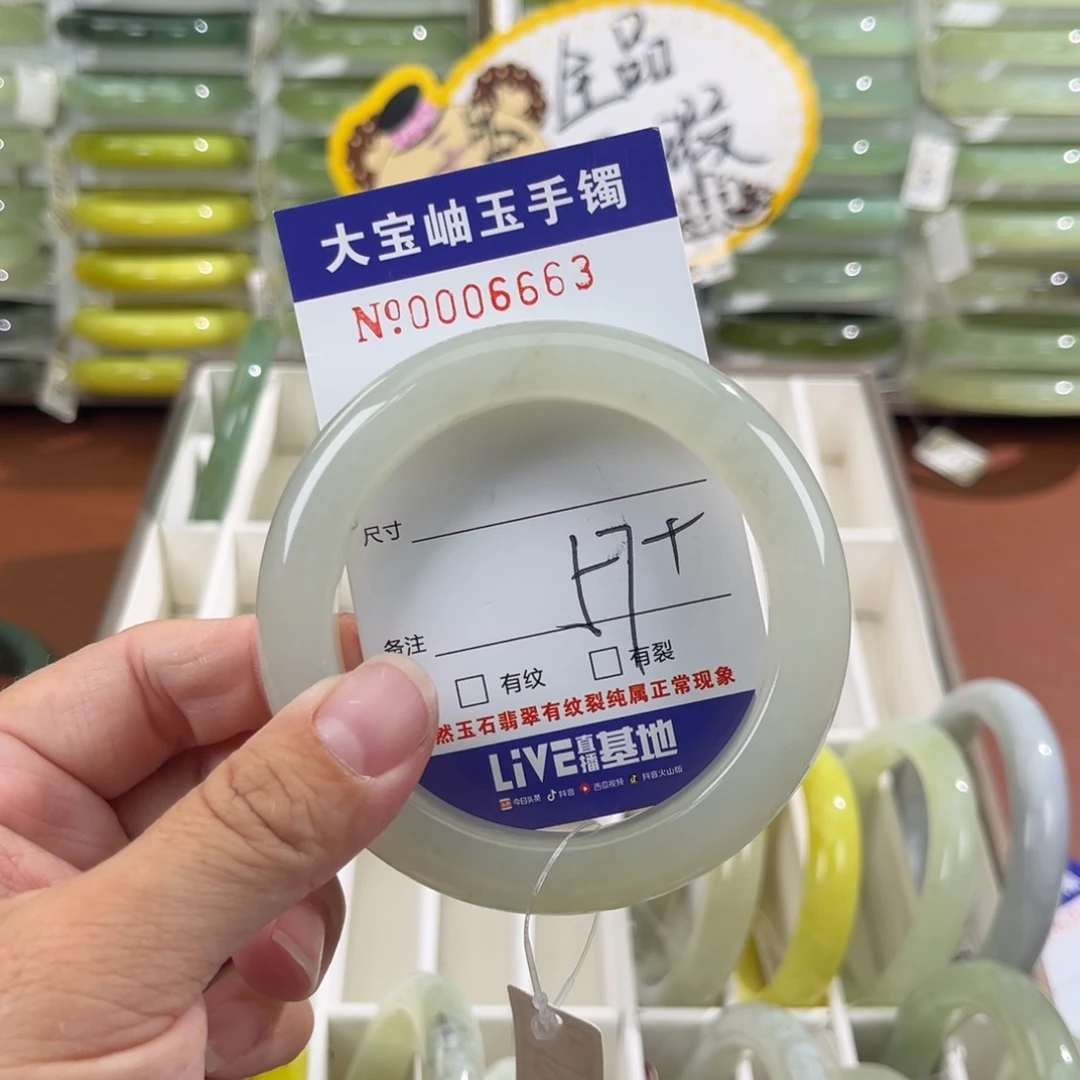 全品
大宝岫玉手镯
Nº0006663
尺寸
57+
备注
有纹 有裂
然玉石翡翠有纹裂纯属正常现象
LiVE直播基地
今日头条 抖音 西瓜视频 抖音火山版